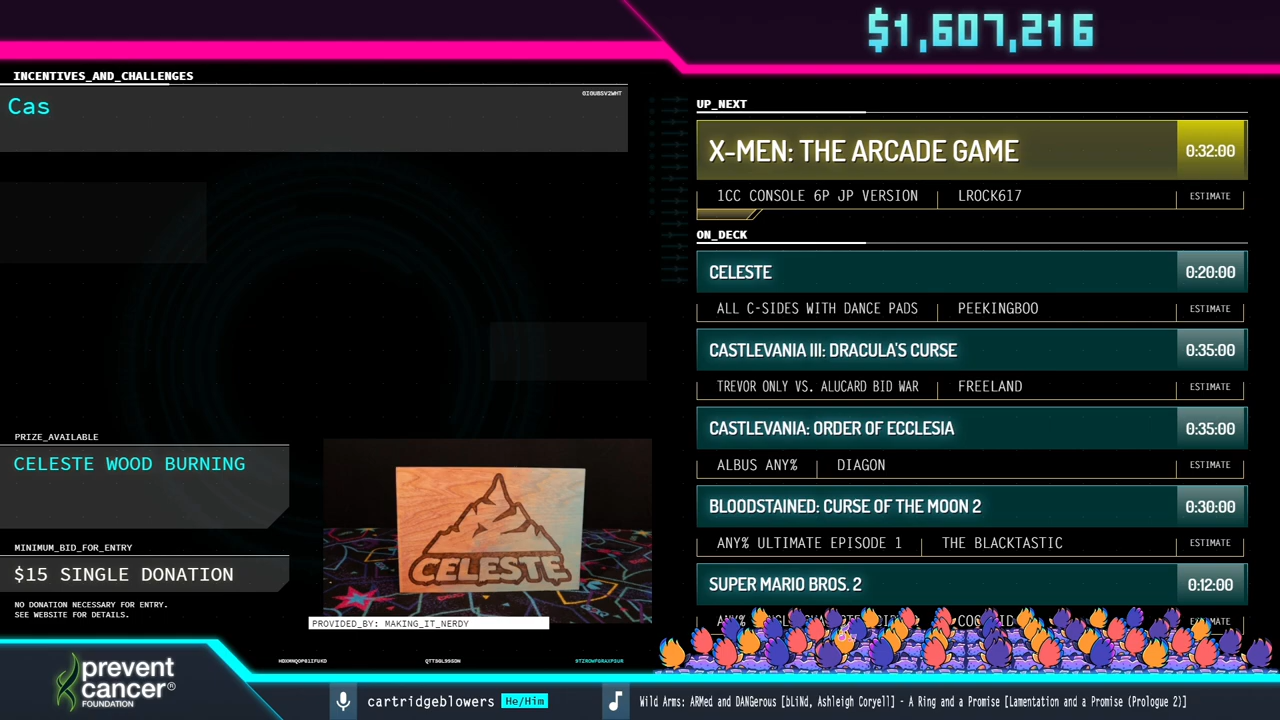 $1,607,216
INCENTIVES_AND_CHALLENGES
Cas
UP_NEXT
X-MEN: THE ARCADE GAME 0:32:00
1CC CONSOLE 6P JP VERSION LROCK617 ESTIMATE
ON_DECK
CELESTE 0:20:00
ALL C-SIDES WITH DANCE PADS PEEKINGBOO ESTIMATE
CASTLEVANIA III: DRACULA'S CURSE 0:35:00
TREVOR ONLY VS. ALUCARD BID WAR FREELAND ESTIMATE
CASTLEVANIA: ORDER OF ECCLESIA 0:35:00
ALBUS ANY% DIAGON ESTIMATE
BLOODSTAINED: CURSE OF THE MOON 2 0:30:00
ANY% ULTIMATE EPISODE 1 THE BLACKTASTIC ESTIMATE
SUPER MARIO BROS. 2 0:12:00
PRIZE_AVAILABLE
CELESTE WOOD BURNING
CELESTE
MINIMUM_BID_FOR_ENTRY
$15 SINGLE DONATION
NO DONATION NECESSARY FOR ENTRY.
SEE WEBSITE FOR DETAILS.
PROVIDED_BY: MAKING_IT_NERDY
prevent
cancer®
FOUNDATION
cartridgeblowers He/Him
Wild Arms: ARMed and DANGerous [bLiNd, Ashleigh Coryell] - A Ring and a Promise [Lamentation and a Promise (Prologue 2)]